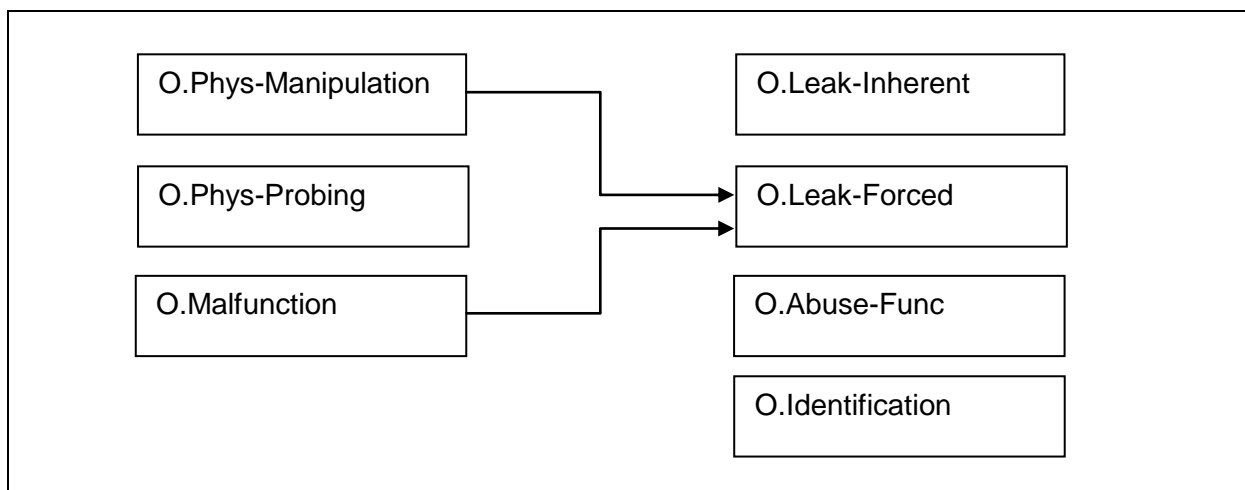 O.Phys-Manipulation
O.Phys-Probing
O.Malfunction
O.Leak-Inherent
O.Leak-Forced
O.Abuse-Func
O.Identification